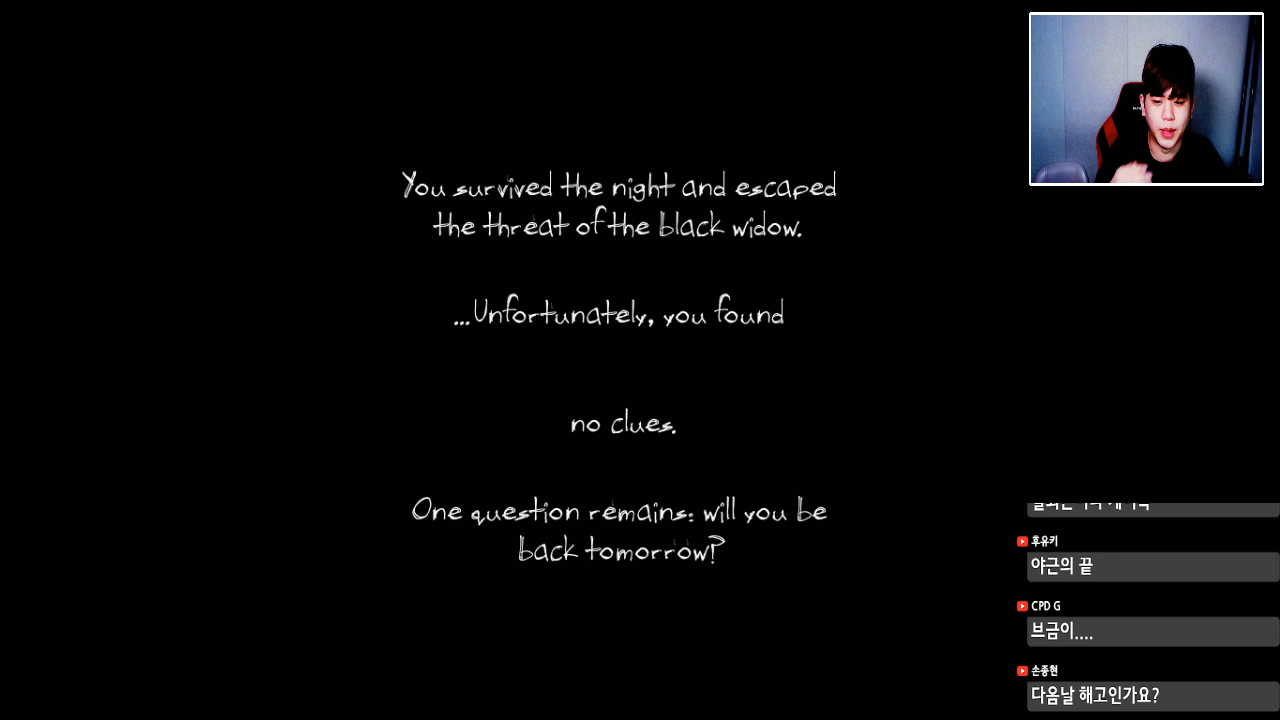 You survived the night and escaped
the threat of the black widow.
...Unfortunately, you found
no clues.
One question remains: will you be
back tomorrow?
후유키
야근의 끝
CPD G
브금이....
손종현
다음날 해고인가요?